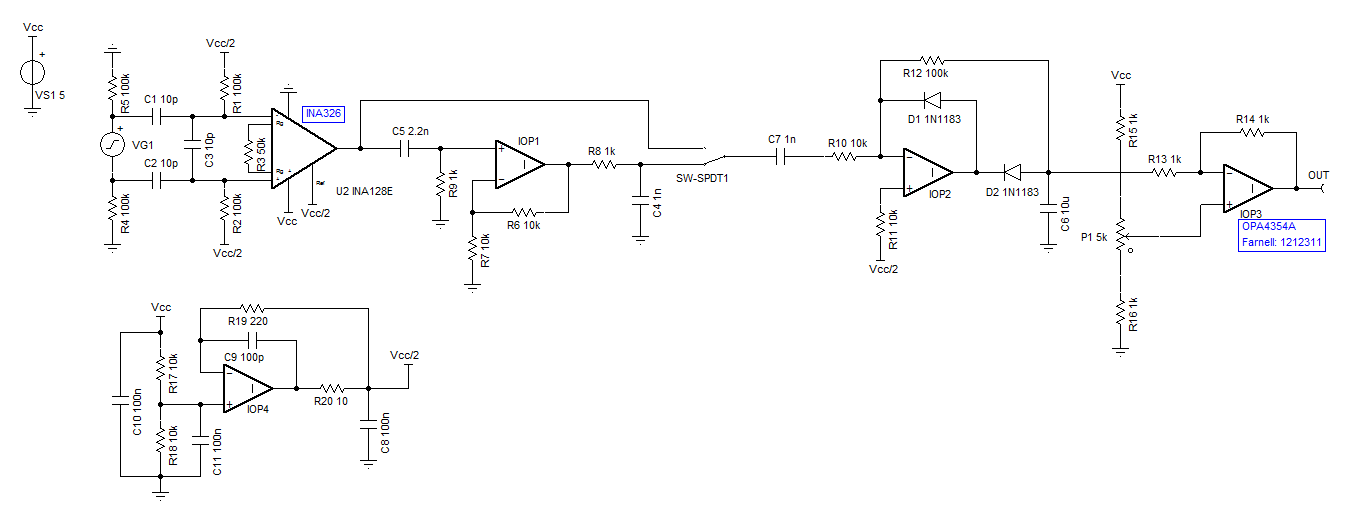 Vcc
+
VS1 5
Vcc/2
R5 100k
C1 10p
R1 100k
-
Rg
INA326
+
VG1
C3 10p
R3 50k
C2 10p
Rg
+
+
Ref
U2 INA128E
R4 100k
R2 100k
Vcc
Vcc/2
Vcc/2
C5 2.2n
+
-
IOP1
R9 1k
R6 10k
R7 10k
R8 1k
C4 1n
SW-SPDT1
C7 1n
R10 10k
R12 100k
D1 1N1183
-
+
IOP2
D2 1N1183
R11 10k
Vcc/2
C6 10u
Vcc
R15 1k
R13 1k
R14 1k
-
+
OUT
IOP3
P1 5k
OPA4354A
Farnell: 1212311
R16 1k
Vcc
R19 220
C9 100p
Vcc/2
R17 10k
-
+
IOP4
R20 10
C10 100n
R18 10k
C11 100n
C8 100n